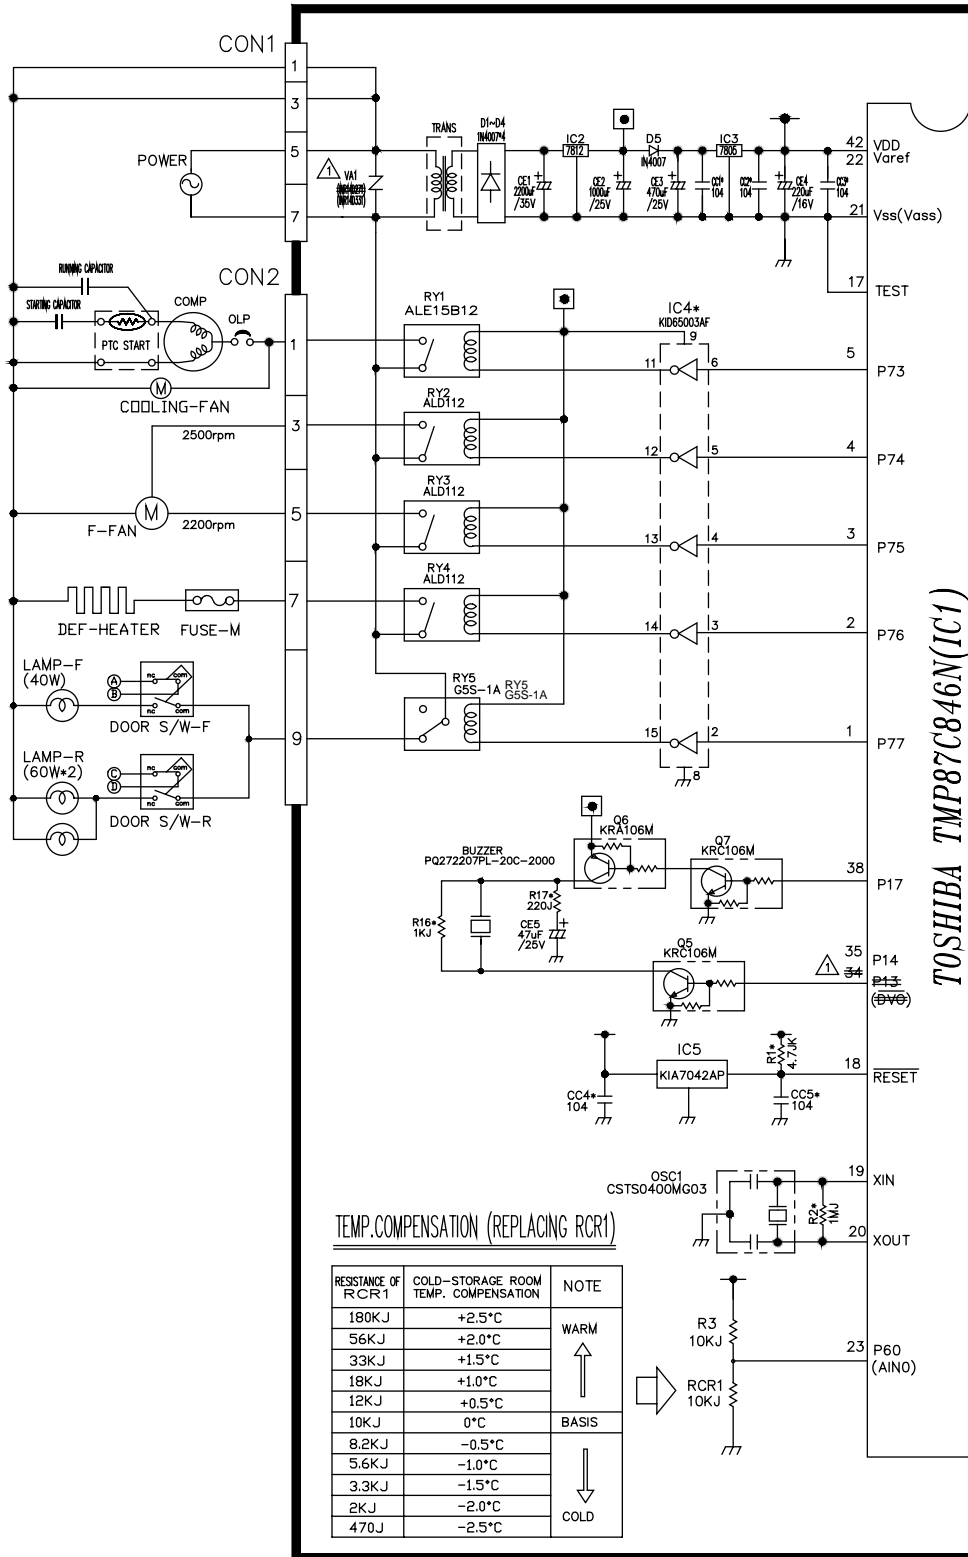 CON1
1
3
5
7
POWER
1
VA1
TRANS
D1~D4
1N4007*4
CE1
2200uF
/35V
IC2
7812
CE2
1000uF
/25V
D5
1N4007
CE3
470uF
/25V
CC1*
104
IC3
7805
CC2*
104
CE4
220uF
/16V
CC3*
104
42
VDD
22
Varef
21
Vss(Vass)
17
TEST
CON2
RUNNING CAPACITOR
STARTING CAPACITOR
PTC START
COMP
OLP
1
M
COOLING-FAN
3
2500rpm
M
F-FAN
2200rpm
5
DEF-HEATER
FUSE-M
7
LAMP-F
(40W)
A
B
nc
com
no
com
DOOR S/W-F
9
LAMP-R
(60W*2)
C
D
nc
com
no
com
DOOR S/W-R
RY1
ALE15B12
RY2
ALD112
RY3
ALD112
RY4
ALD112
RY5
G5S-1A
RY5
G5S-1A
IC4*
KID65003AF
9
11
6
5
P73
12
5
4
P74
13
4
3
P75
14
3
2
P76
15
2
1
P77
8
TOSHIBA TMP87C846N(IC1)
BUZZER
PQ272207PL-20C-2000
R16*
1KJ
R17*
220J
CE5
47uF
/25V
Q6
KRA106M
Q7
KRC106M
38
P17
Q5
KRC106M
1
35
P14
34
P13
(DVO)
IC5
KIA7042AP
CC4*
104
R1*
4.7JK
CC5*
104
18
RESET
OSC1
CSTS0400MG03
R2*
1MJ
19
XIN
20
XOUT
R3
10KJ
RCR1
10KJ
23
P60
(AIN0)
TEMP.COMPENSATION (REPLACING RCR1)
RESISTANCE OF RCR1
COLD-STORAGE ROOM TEMP. COMPENSATION
NOTE
180KJ +2.5°C
56KJ +2.0°C
WARM
33KJ +1.5°C
18KJ +1.0°C
12KJ +0.5°C
10KJ 0°C BASIS
8.2KJ -0.5°C
5.6KJ -1.0°C
3.3KJ -1.5°C
2KJ -2.0°C
COLD
470J -2.5°C